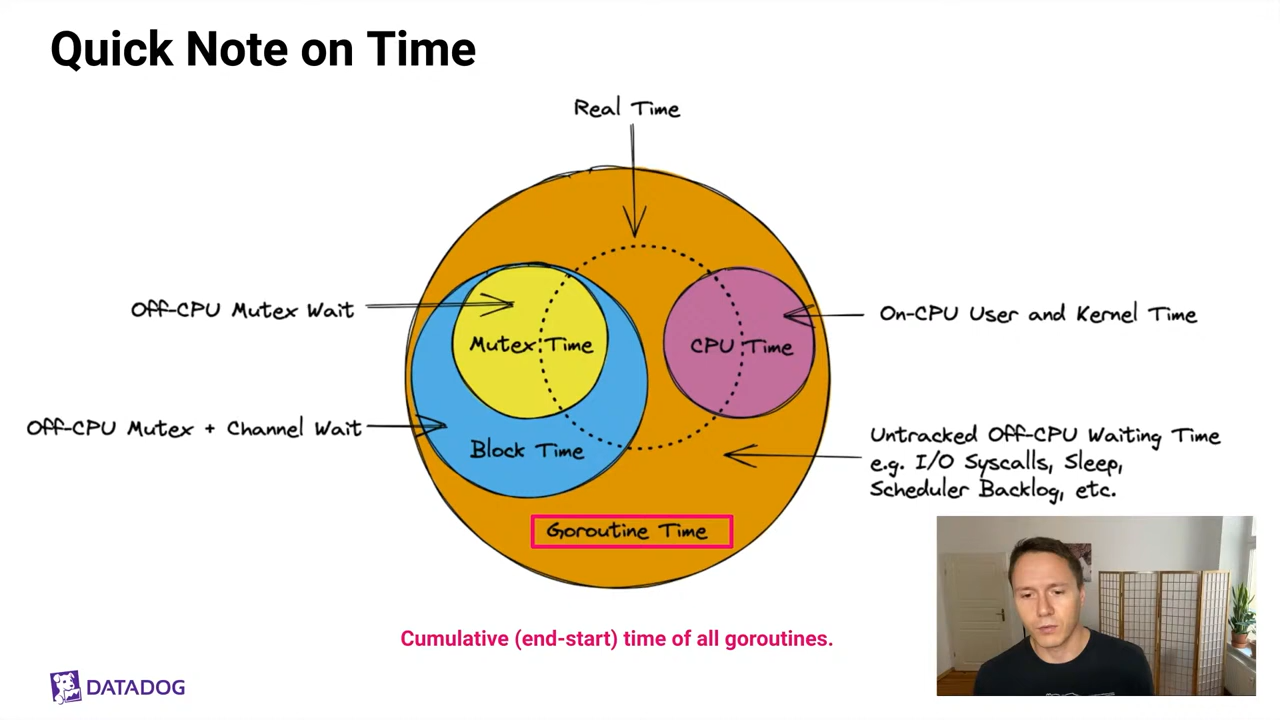 Quick Note on Time
Real Time
Off-CPU Mutex Wait
On-CPU User and Kernel Time
Mutex Time
CPU Time
Off-CPU Mutex + Channel Wait
Block Time
Untracked Off-CPU Waiting Time
e.g. I/O Syscalls, Sleep,
Scheduler Backlog, etc.
Goroutine Time
Cumulative (end-start) time of all goroutines.
DATADOG